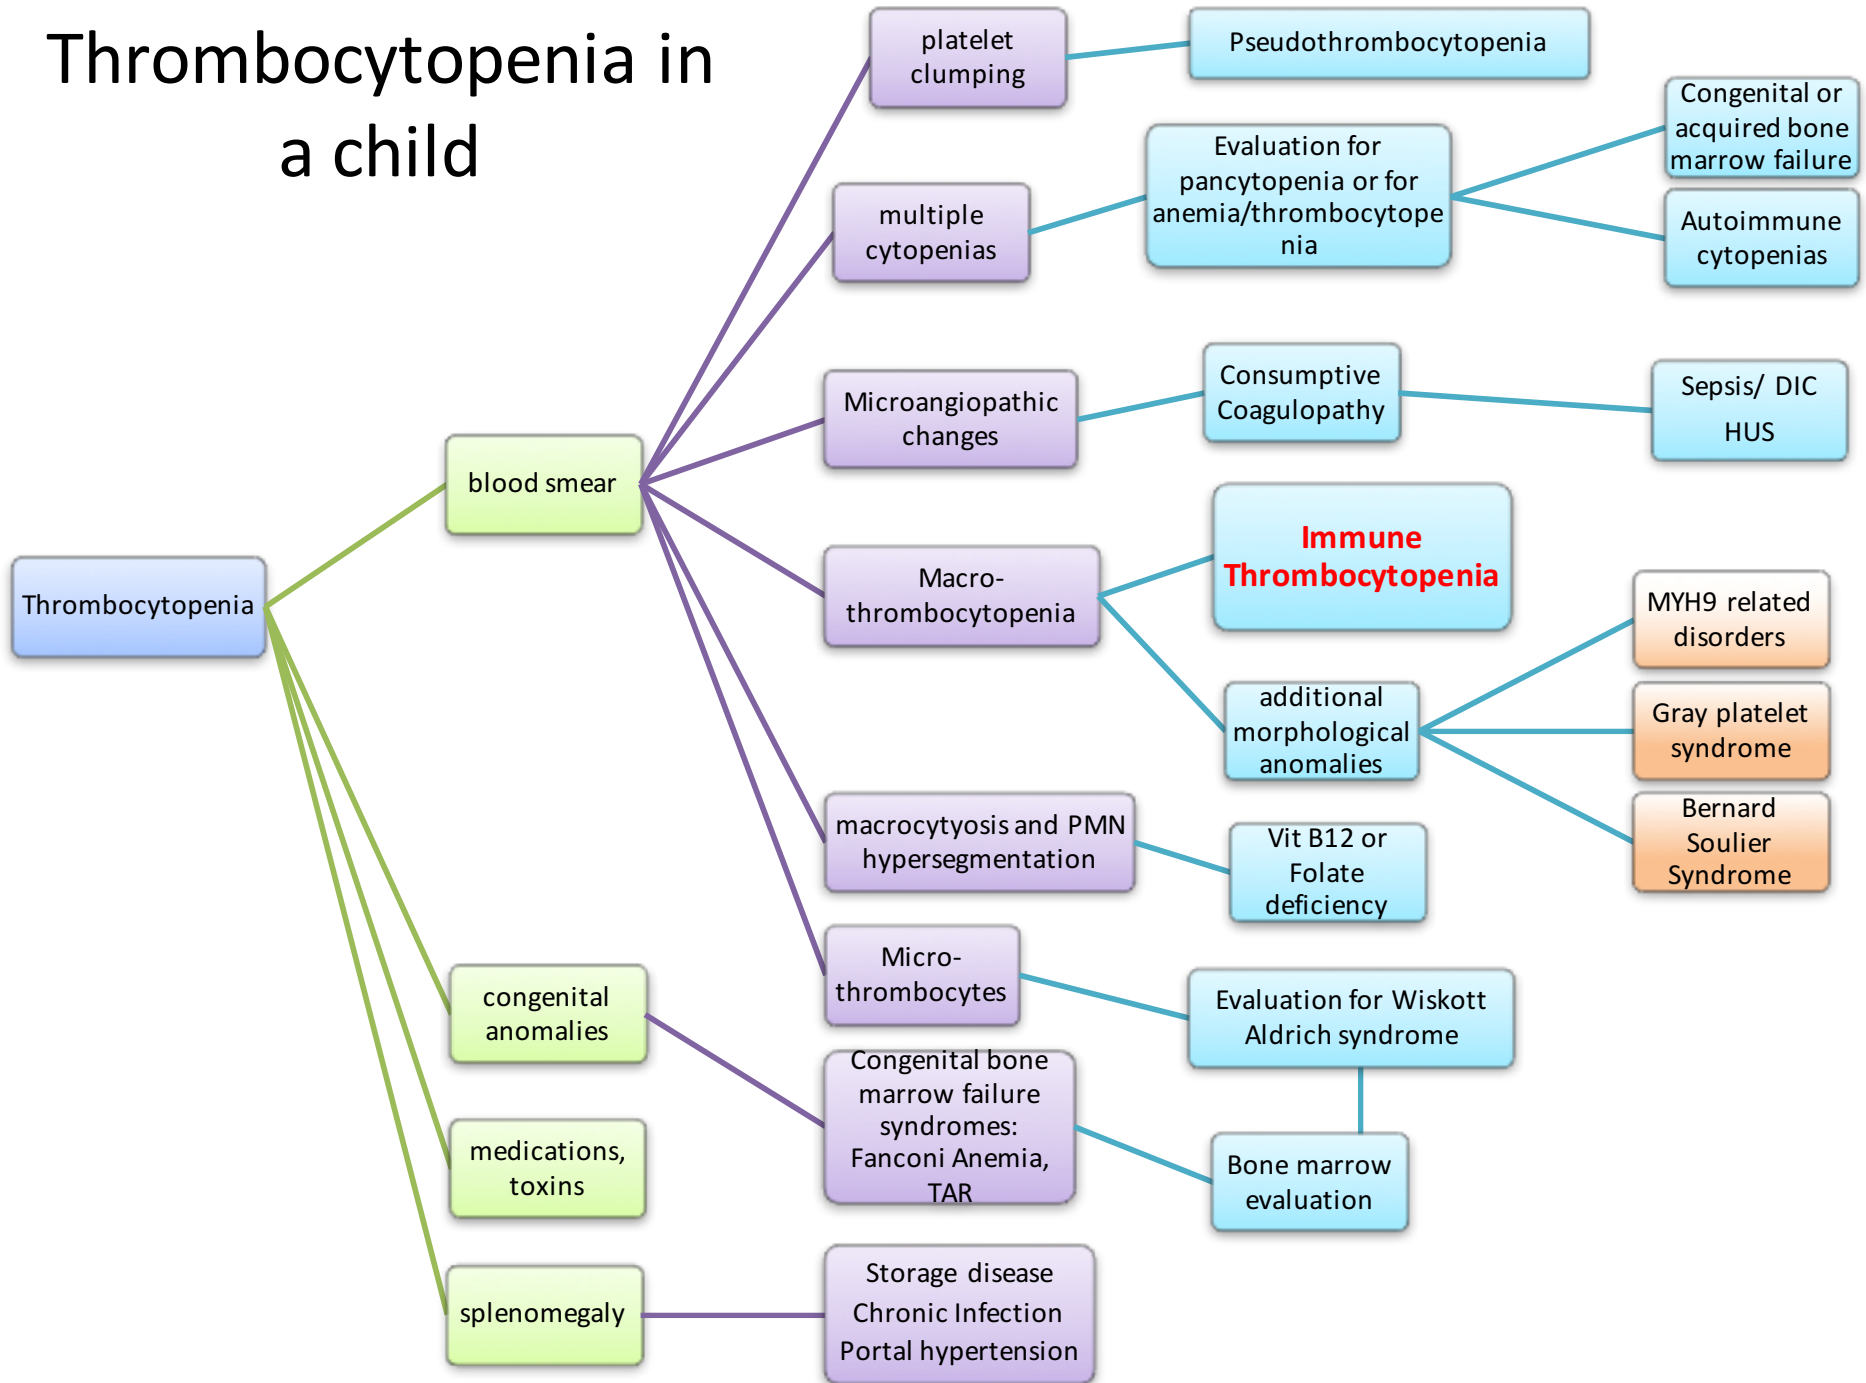 Thrombocytopenia in
a child
Thrombocytopenia
blood smear
congenital
anomalies
medications,
toxins
splenomegaly
platelet
clumping
multiple
cytopenias
Microangiopathic
changes
Macro-
thrombocytopenia
macrocytyosis and PMN
hypersegmentation
Micro-
thrombocytes
Congenital bone
marrow failure
syndromes:
Fanconi Anemia,
TAR
Storage disease
Chronic Infection
Portal hypertension
Pseudothrombocytopenia
Evaluation for
pancytopenia or for
anemia/thrombocytope
nia
Consumptive
Coagulopathy
Immune
Thrombocytopenia
additional
morphological
anomalies
Vit B12 or
Folate
deficiency
Evaluation for Wiskott
Aldrich syndrome
Bone marrow
evaluation
Congenital or
acquired bone
marrow failure
Autoimmune
cytopenias
Sepsis/ DIC
HUS
MYH9 related
disorders
Gray platelet
syndrome
Bernard
Soulier
Syndrome